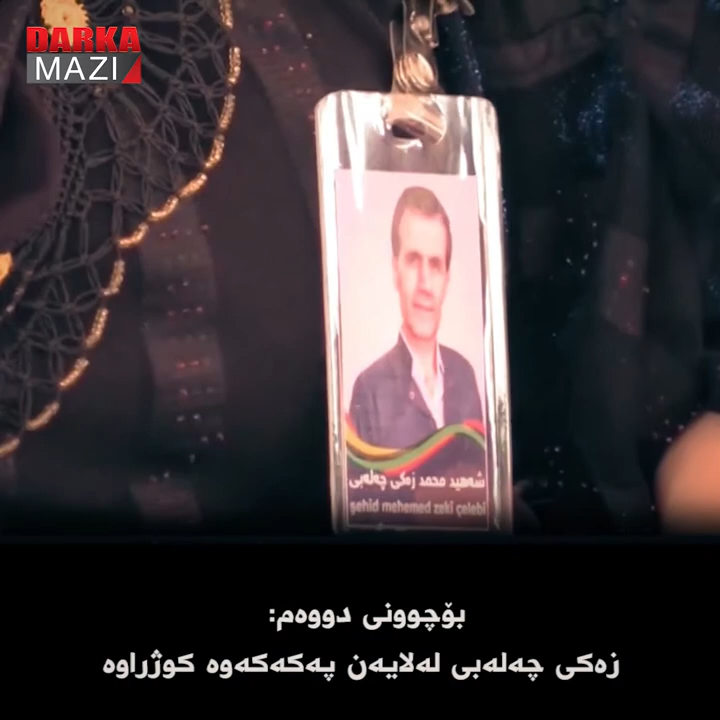 DARKA
MAZI
شەهید محمد زەکی چەلەبی
şehid mehemed zeki çelebi
بۆچوونی دووەم:
زەکی چەلەبی لەلایەن پەکەکەوە کوژراوە